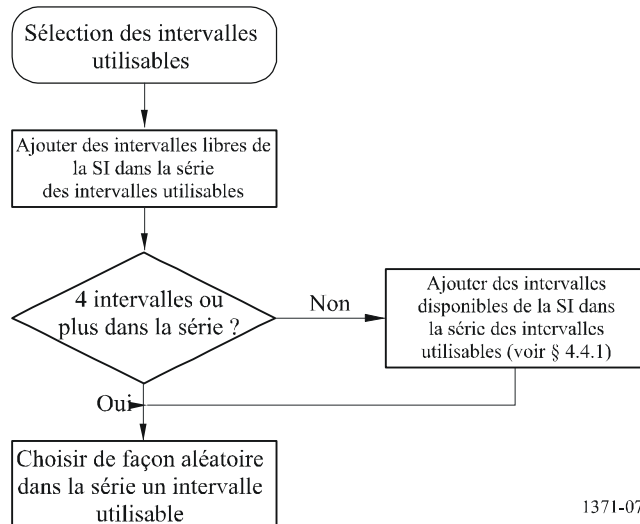 Sélection des intervalles
utilisables
Ajouter des intervalles libres de
la SI dans la série
des intervalles utilisables
4 intervalles ou
plus dans la série ?
Non
Ajouter des intervalles
disponibles de la SI dans
la série des intervalles
utilisables (voir § 4.4.1)
Oui
Choisir de façon aléatoire
dans la série un intervalle
utilisable
1371-07